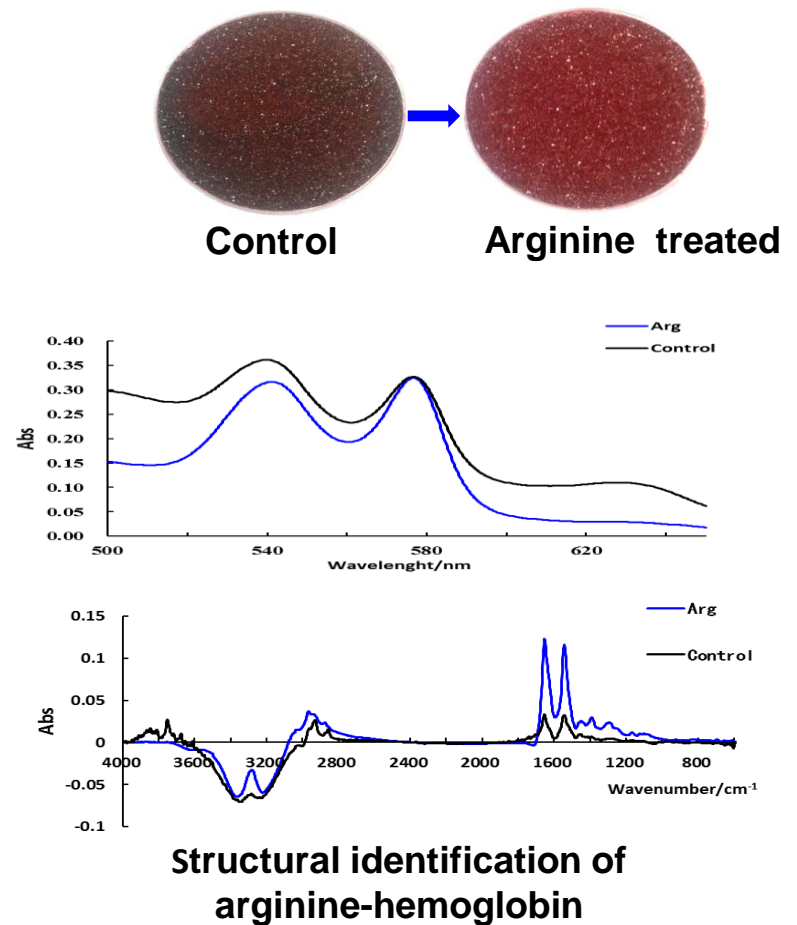 Control
Arginine treated
Arg
Control
0.40
0.35
0.30
0.25
0.20
0.15
0.10
0.05
0.00
Abs
500
540
580
620
Wavelenght/nm
Arg
Control
0.15
0.1
0.05
0
-0.05
-0.1
Abs
4000
3600
3200
2800
2400
2000
1600
1200
800
Wavenumber/cm-1
Structural identification of
arginine-hemoglobin